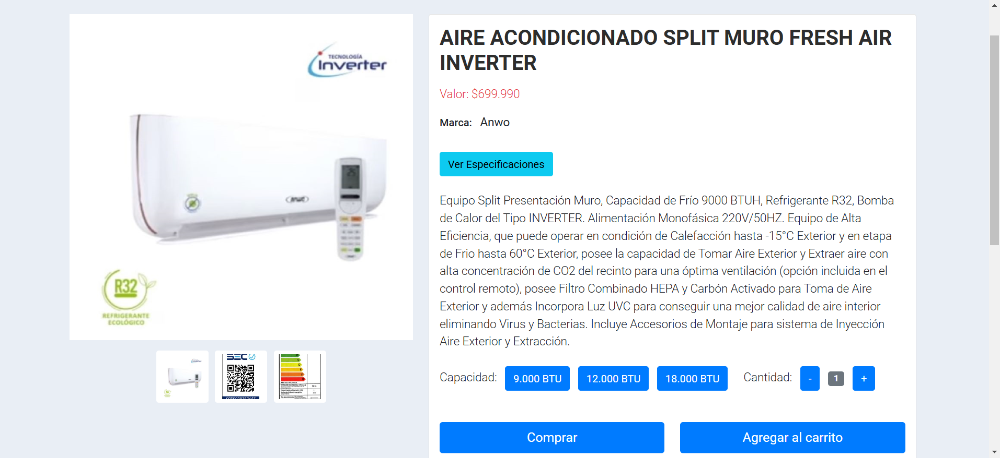 AIRE ACONDICIONADO SPLIT MURO FRESH AIR
INVERTER
Valor: $699.990
Marca: Anwo
Ver Especificaciones
Equipo Split Presentación Muro, Capacidad de Frío 9000 BTUH, Refrigerante R32, Bomba
de Calor del Tipo INVERTER. Alimentación Monofásica 220V/50HZ. Equipo de Alta
Eficiencia, que puede operar en condición de Calefacción hasta -15°C Exterior y en etapa
de Frio hasta 60°C Exterior, posee la capacidad de Tomar Aire Exterior y Extraer aire con
alta concentración de CO2 del recinto para una óptima ventilación (opción incluida en el
control remoto), posee Filtro Combinado HEPA y Carbón Activado para Toma de Aire
Exterior y además Incorpora Luz UVC para conseguir una mejor calidad de aire interior
eliminando Virus y Bacterias. Incluye Accesorios de Montaje para sistema de Inyección
Aire Exterior y Extracción.
Capacidad: 9.000 BTU 12.000 BTU 18.000 BTU Cantidad: - 1 +
Comprar Agregar al carrito
TECNOLOGÍA
Inverter
ANWO
25
R32
REFRIGERANTE
ECOLÓGICO
SEC